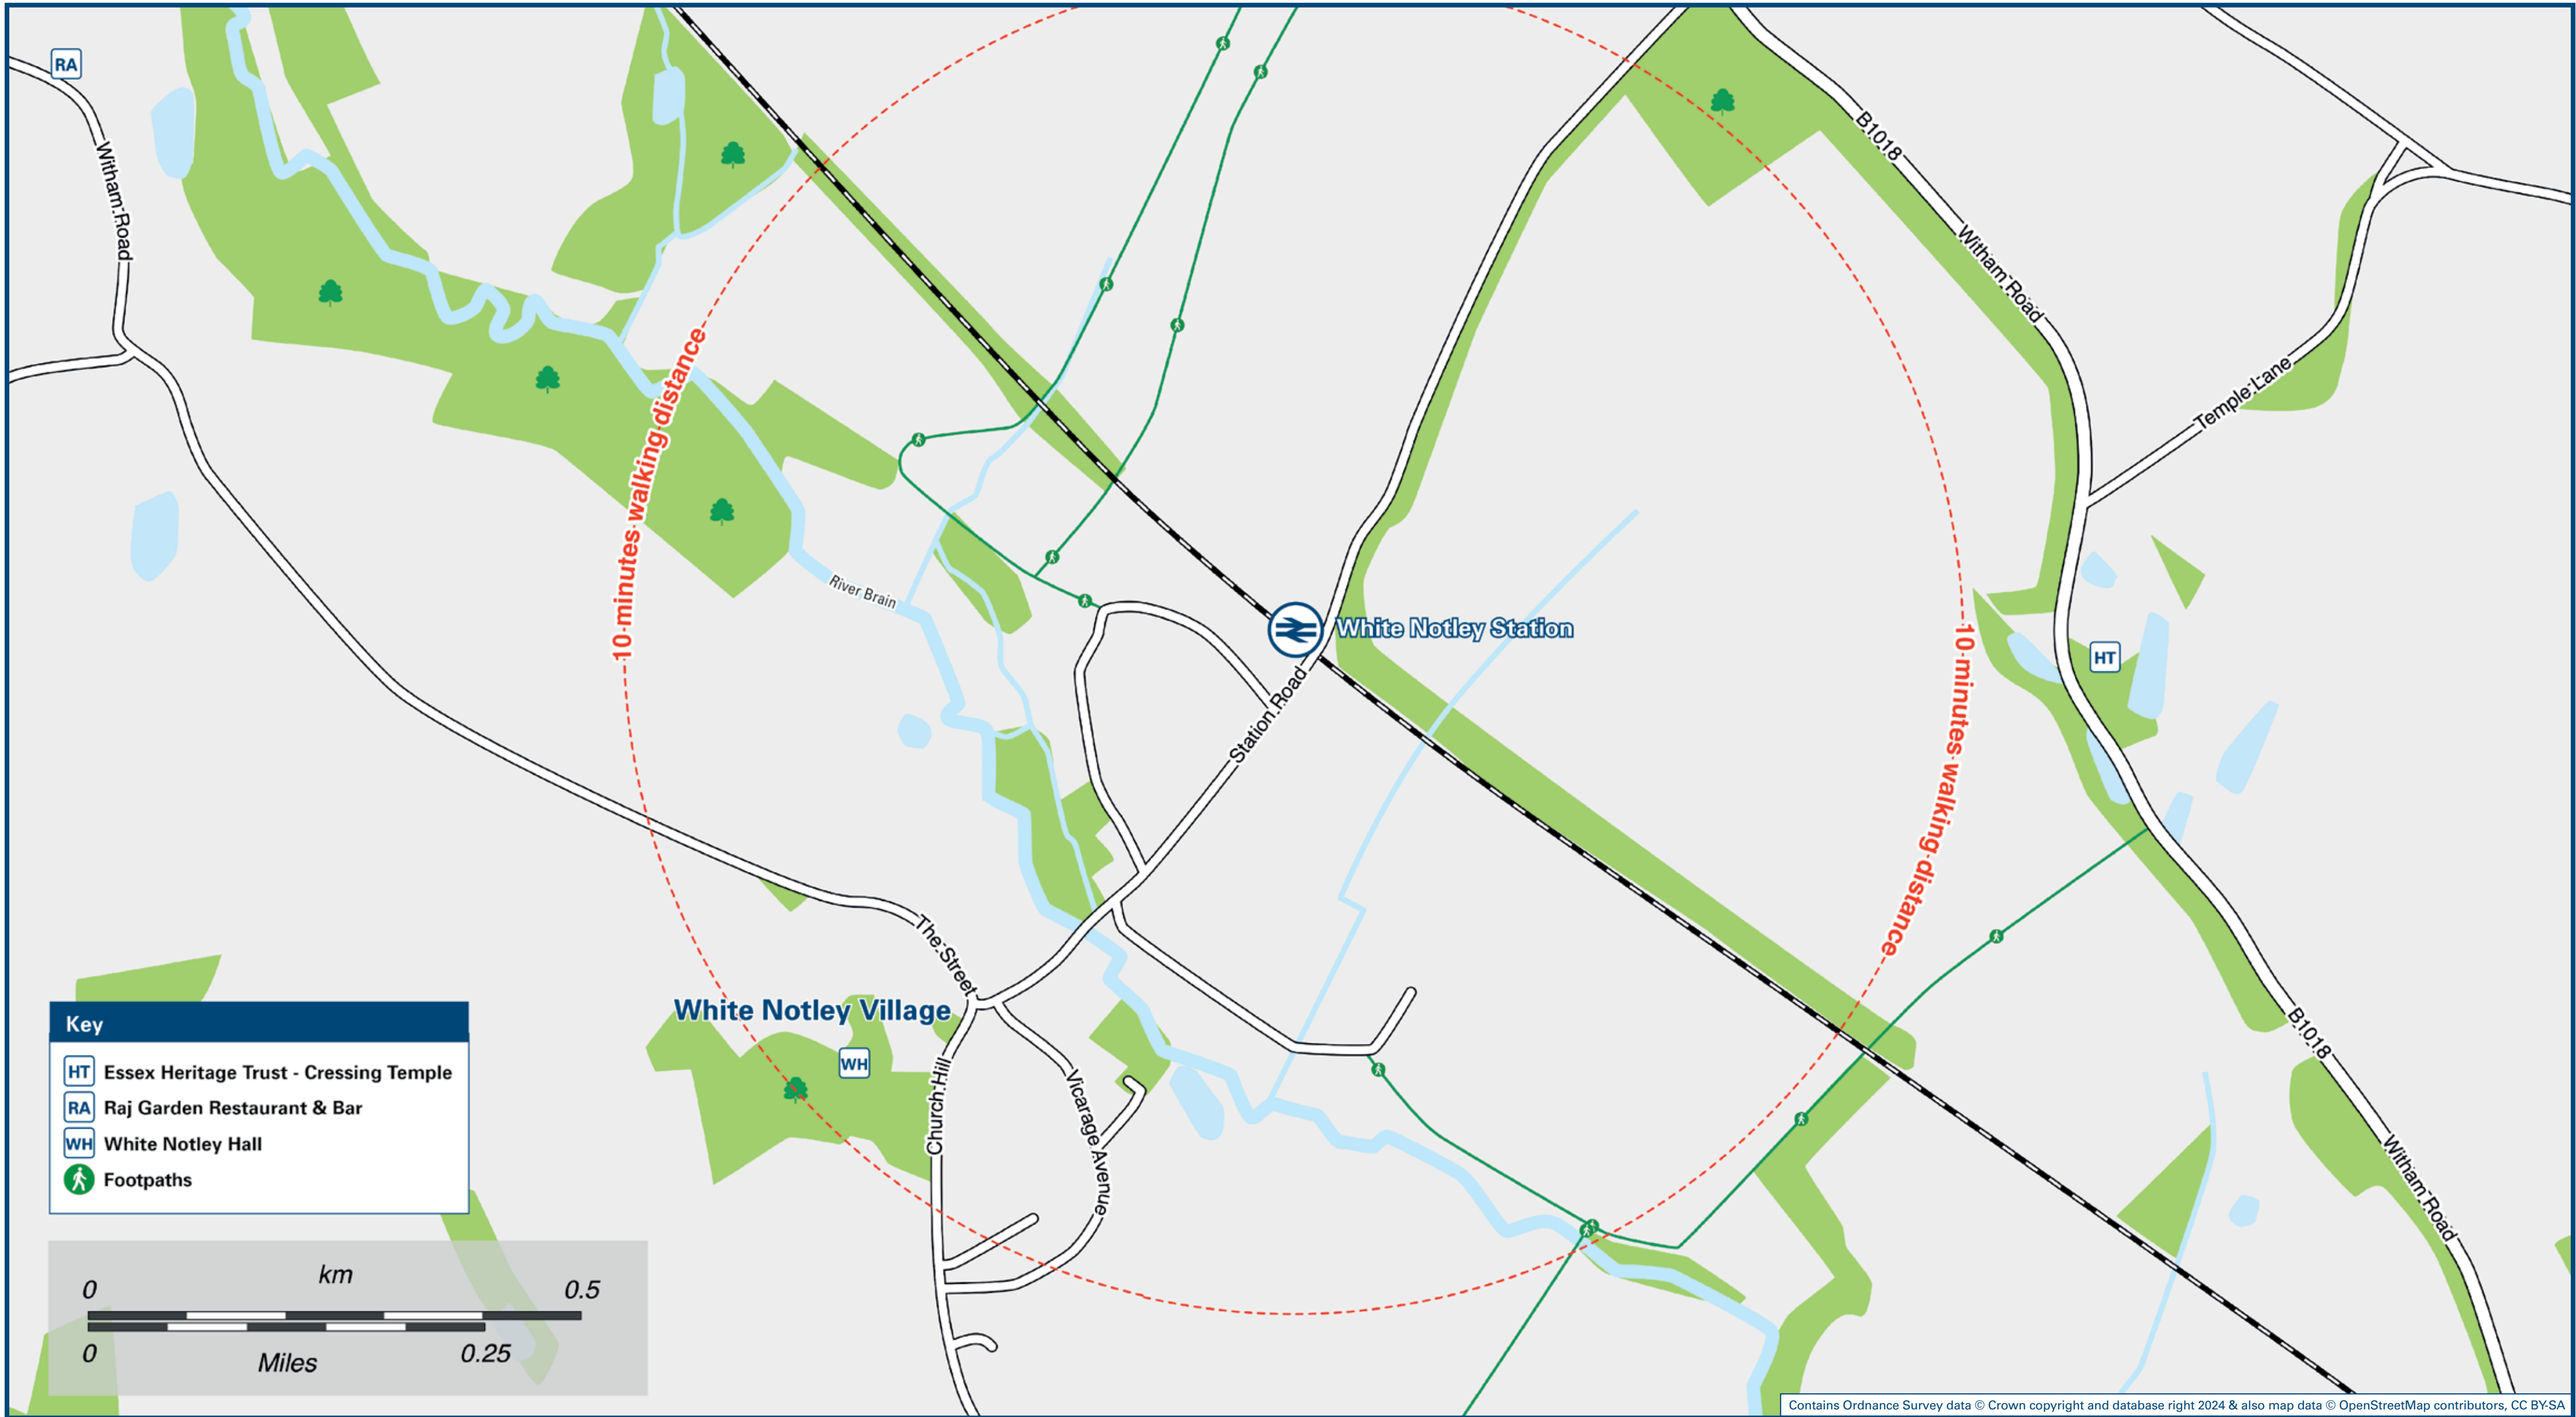 RA
Witham Road
B1018
Witham Road
Temple Lane
10 minutes walking distance
River Brain
White Notley Station
Station Road
HT
10 minutes walking distance
The Street
White Notley Village
WH
Church Hill
Vicarage Avenue
B1018
Witham Road
Key
HT Essex Heritage Trust - Cressing Temple
RA Raj Garden Restaurant & Bar
WH White Notley Hall
Footpaths
km
0 0.5
0 0.25
Miles
Contains Ordnance Survey data © Crown copyright and database right 2024 & also map data © OpenStreetMap contributors, CC BY-SA